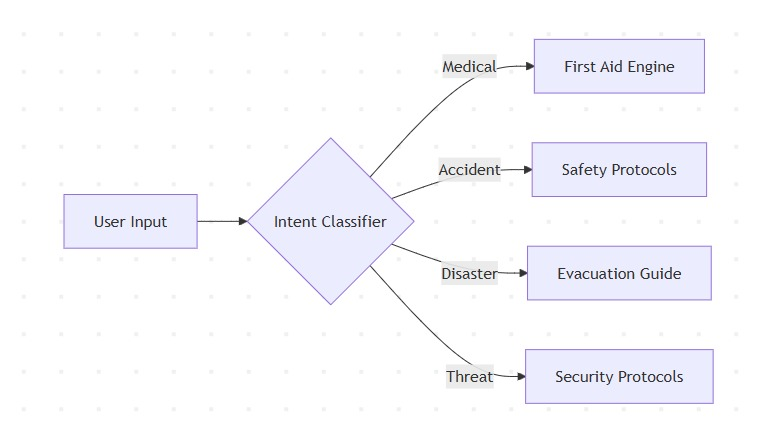 User Input
Intent Classifier
Medical
First Aid Engine
Accident
Safety Protocols
Disaster
Evacuation Guide
Threat
Security Protocols